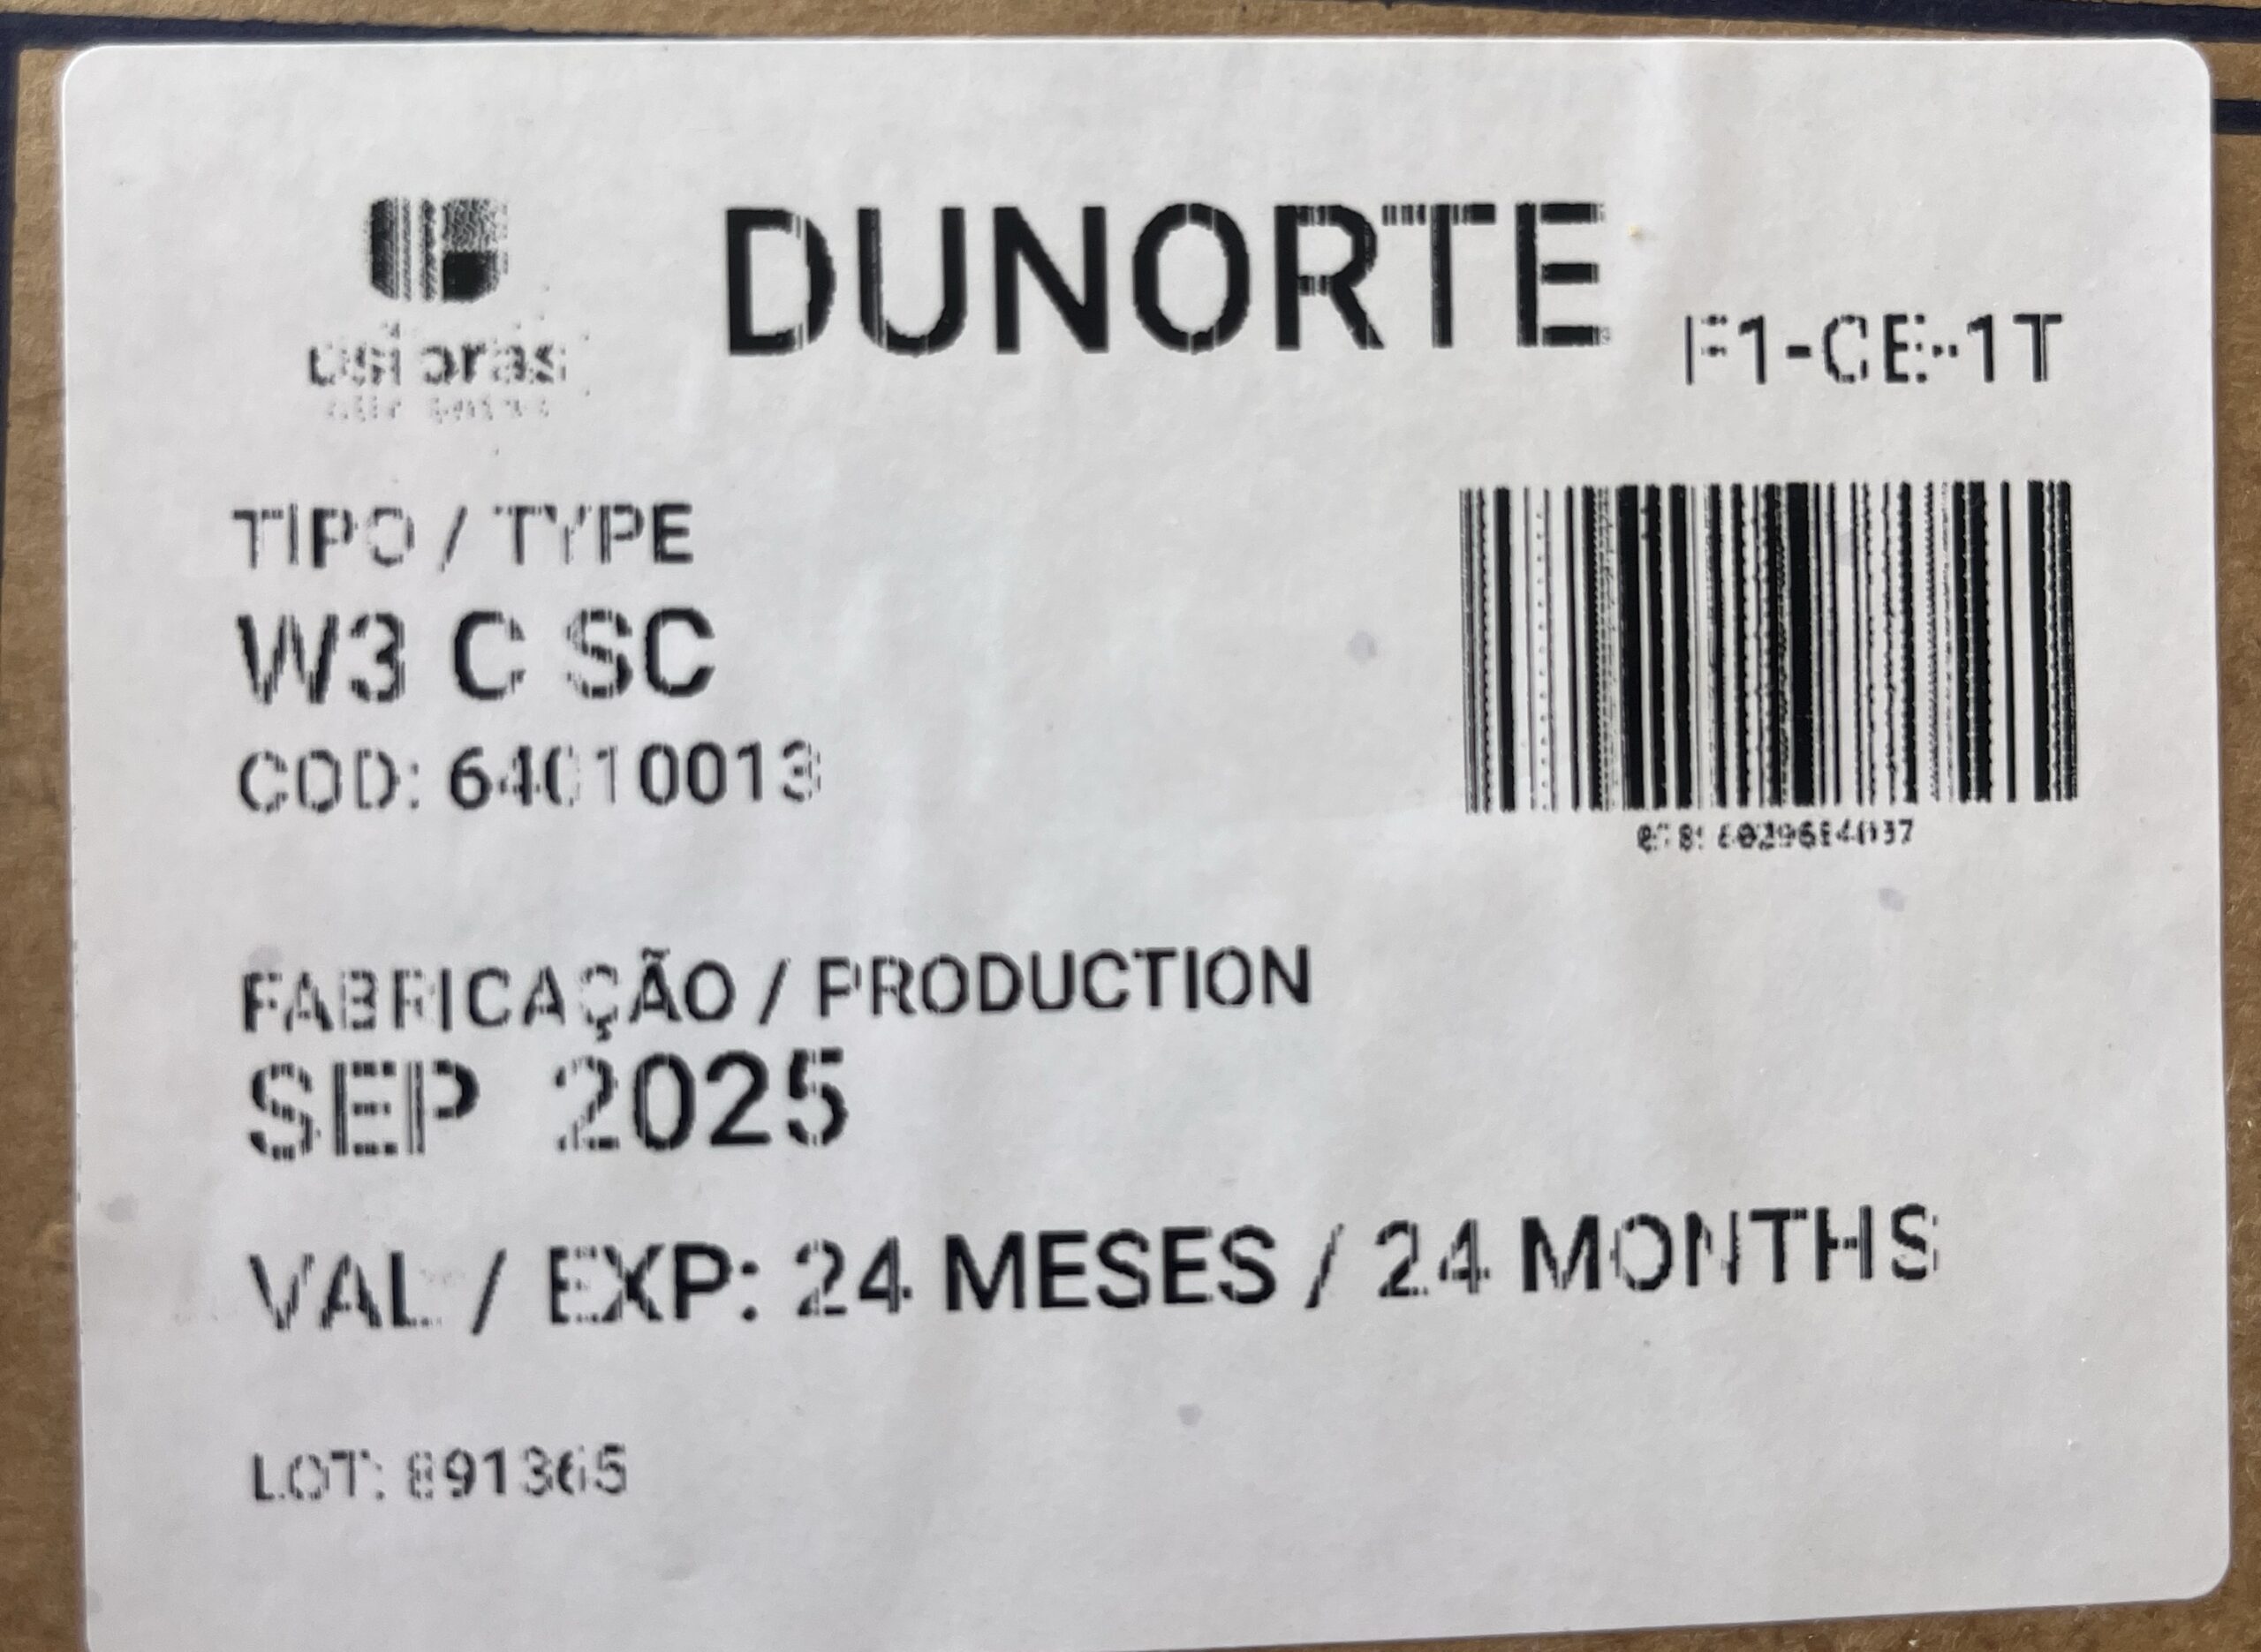 DUNORTE
F1-CE-1T
TIPO / TYPE
W3 C SC
COD: 64010013
FABRICAÇÃO / PRODUCTION
SEP 2025
VAL / EXP: 24 MESES / 24 MONTHS
LOT: 891365